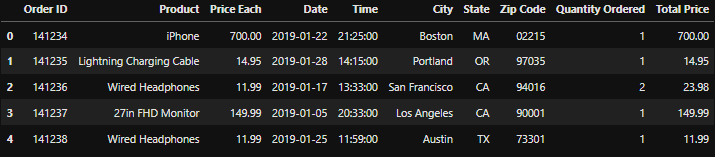 Order ID Product Price Each Date Time City State Zip Code Quantity Ordered Total Price
0 141234 iPhone 700.00 2019-01-22 21:25:00 Boston MA 02215 1 700.00
1 141235 Lightning Charging Cable 14.95 2019-01-28 14:15:00 Portland OR 97035 1 14.95
2 141236 Wired Headphones 11.99 2019-01-17 13:33:00 San Francisco CA 94016 2 23.98
3 141237 27in FHD Monitor 149.99 2019-01-05 20:33:00 Los Angeles CA 90001 1 149.99
4 141238 Wired Headphones 11.99 2019-01-25 11:59:00 Austin TX 73301 1 11.99